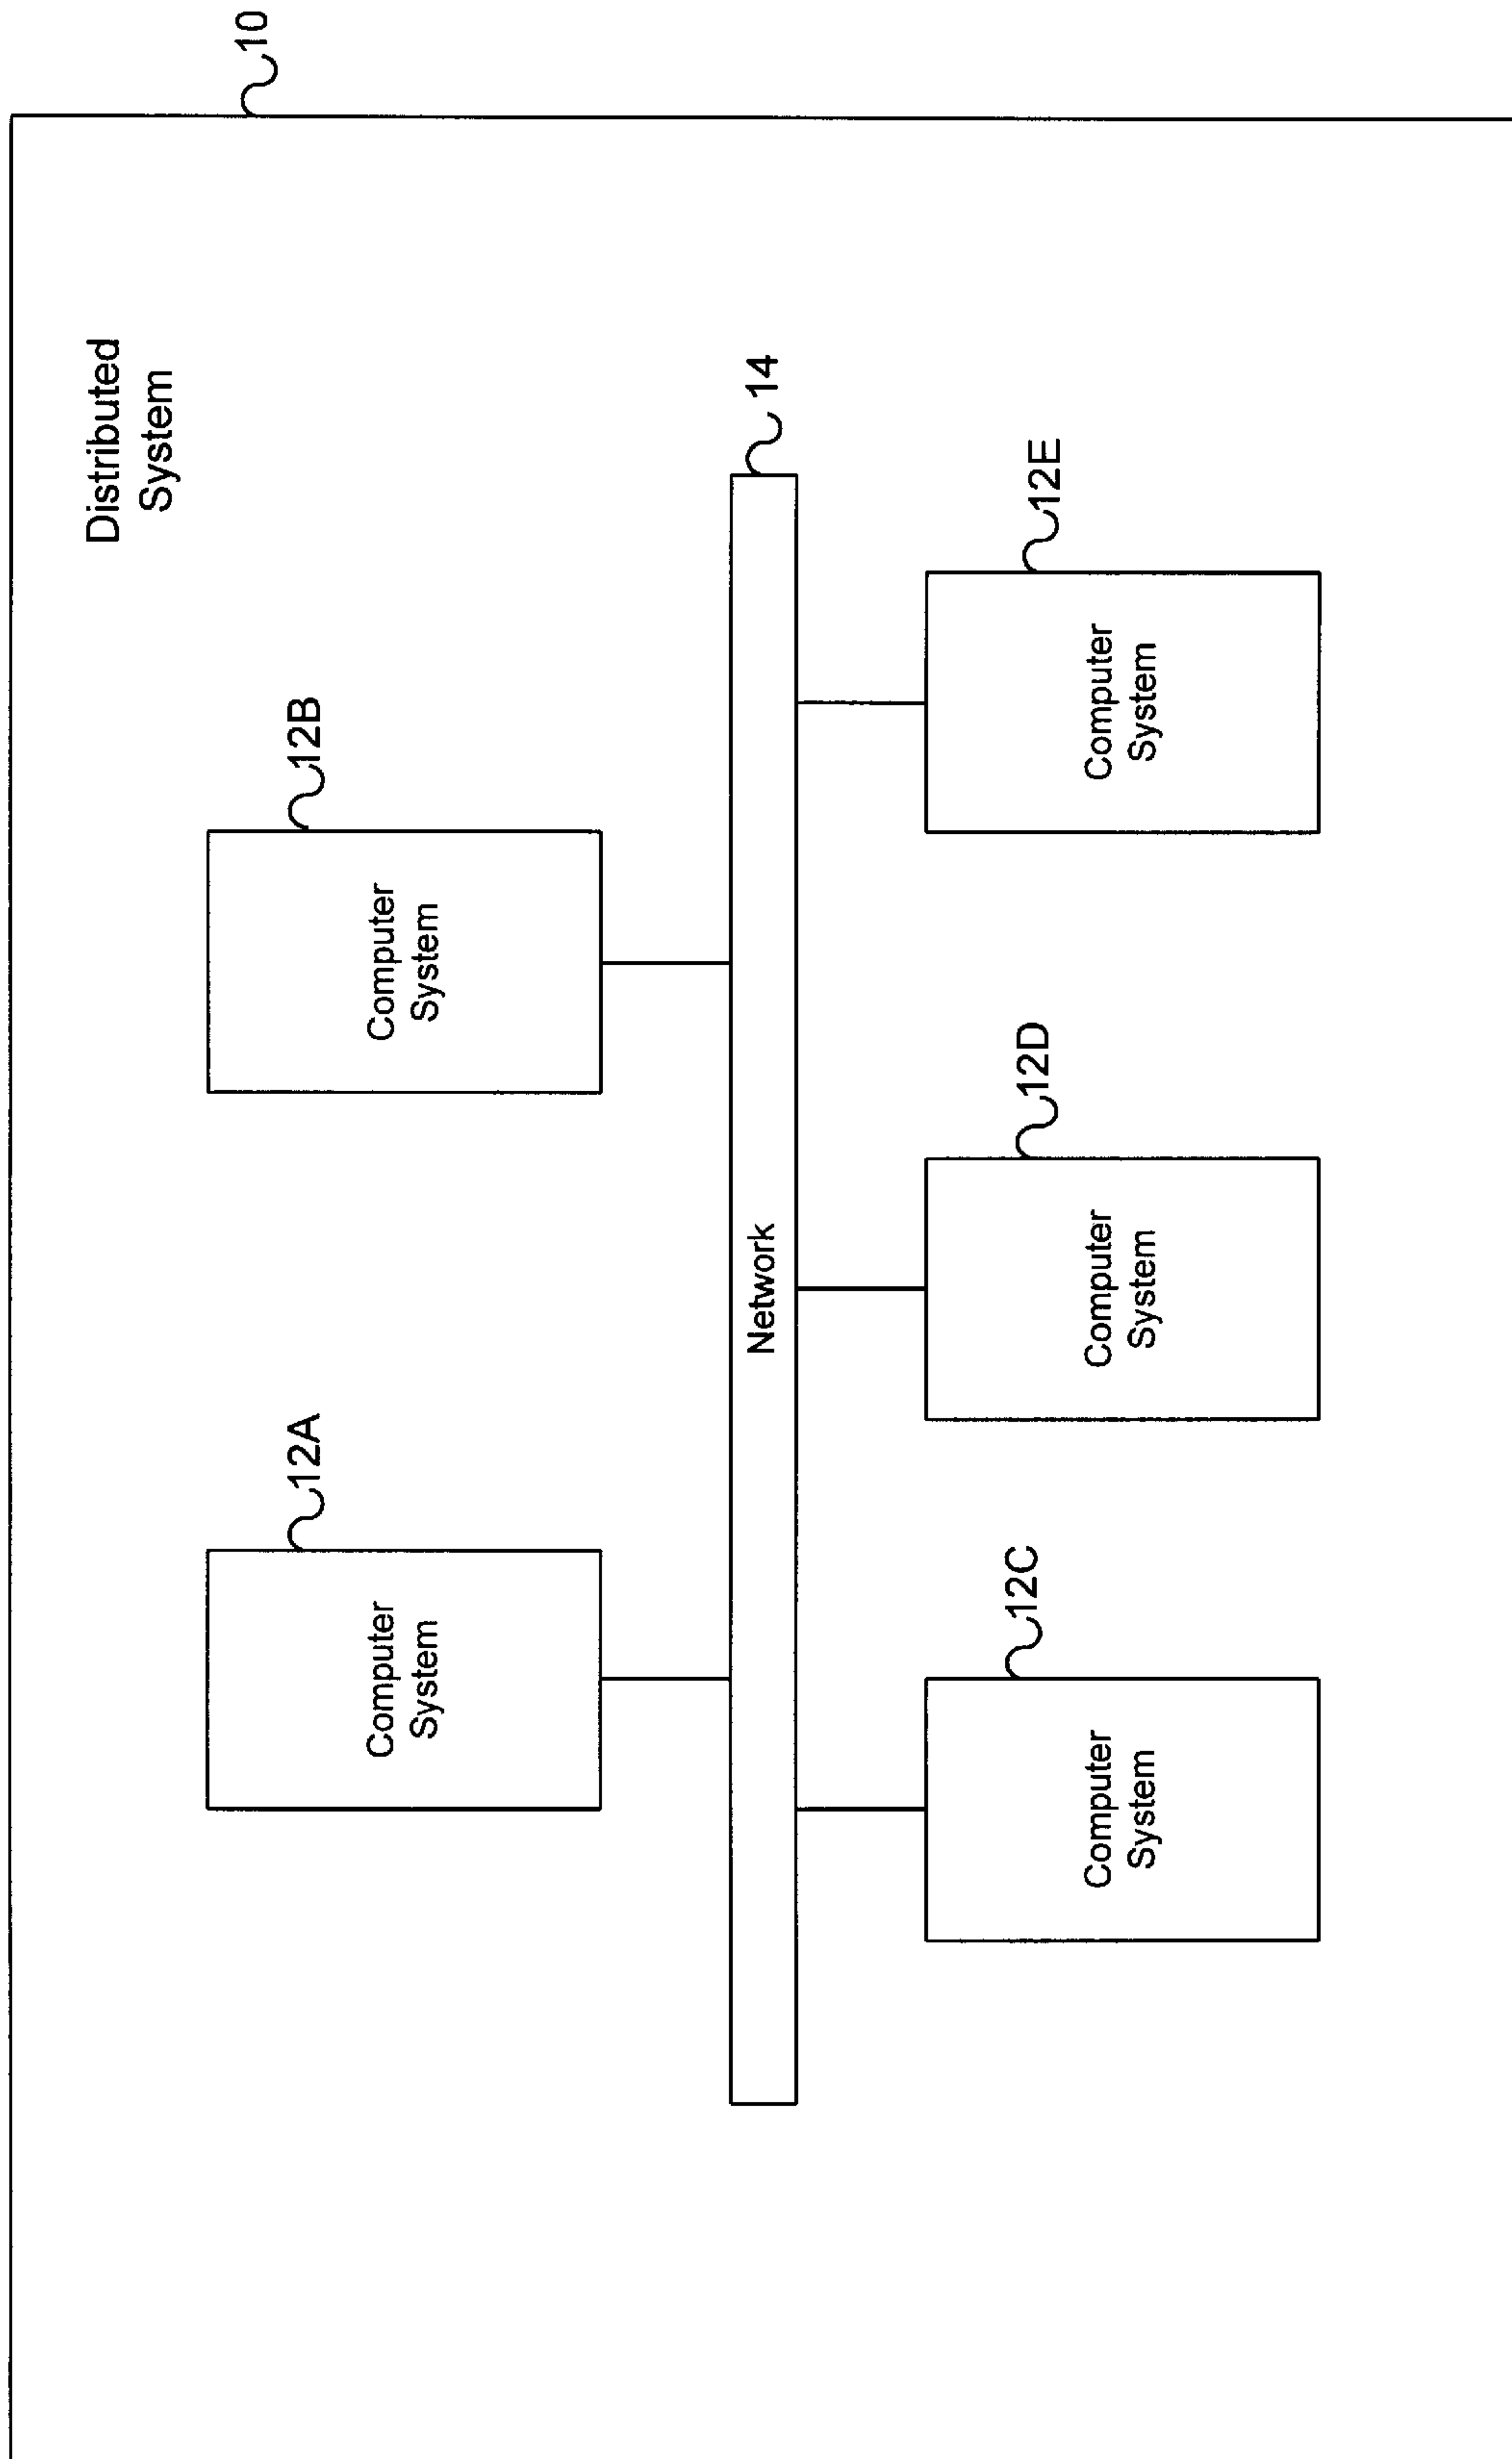 10
Distributed
System
12A
12B
Computer
System
Computer
System
14
Network
12C
12D
12E
Computer
System
Computer
System
Computer
System